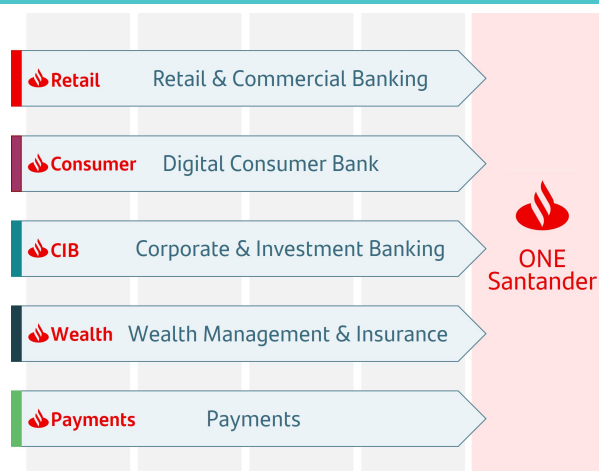 Retail Retail & Commercial Banking
Consumer Digital Consumer Bank
CIB Corporate & Investment Banking
Wealth Wealth Management & Insurance
Payments Payments
ONE
Santander